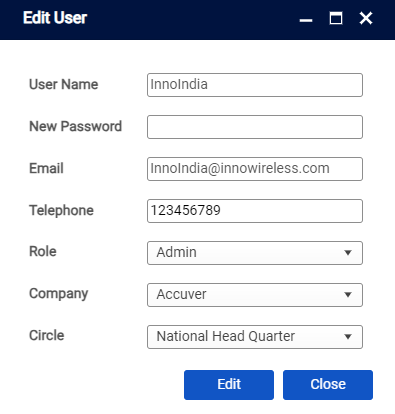 Edit User
User Name InnoIndia
New Password
Email InnoIndia@innowireless.com
Telephone 123456789
Role Admin
Company Accuver
Circle National Head Quarter
Edit Close